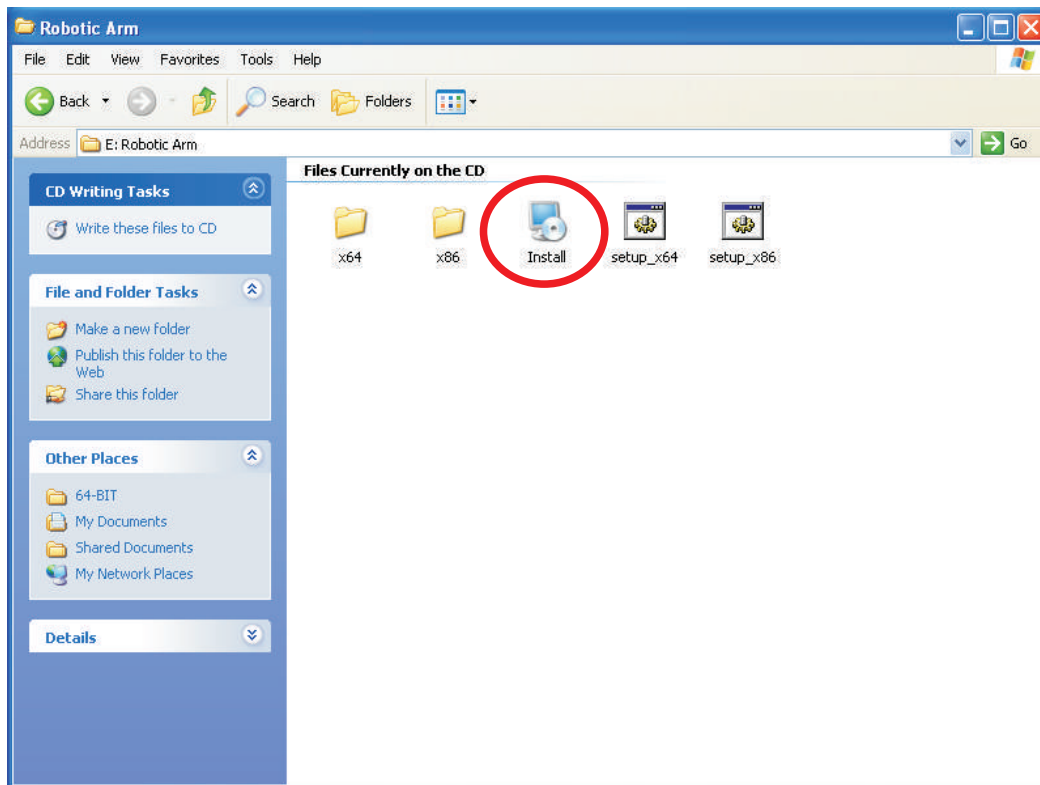 Robotic Arm
File Edit View Favorites Tools Help
Back Search Folders
Address E: Robotic Arm Go
Files Currently on the CD
x64 x86 Install setup_x64 setup_x86
CD Writing Tasks
Write these files to CD
File and Folder Tasks
Make a new folder
Publish this folder to the
Web
Share this folder
Other Places
64-BIT
My Documents
Shared Documents
My Network Places
Details